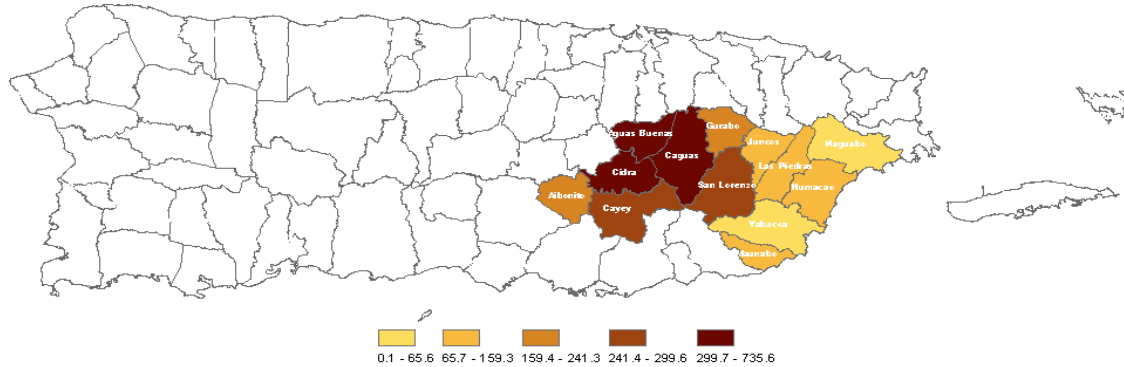 Gurabo
Aguas Buenas
Juncos
Naguabo
Caguas
Las Piedras
Cidra
San Lorenzo
Humacao
Aibonito
Cayey
Yabucoa
Maunabo
0.1 - 65.6 65.7 - 159.3 159.4 - 241.3 241.4 - 299.6 299.7 - 735.6